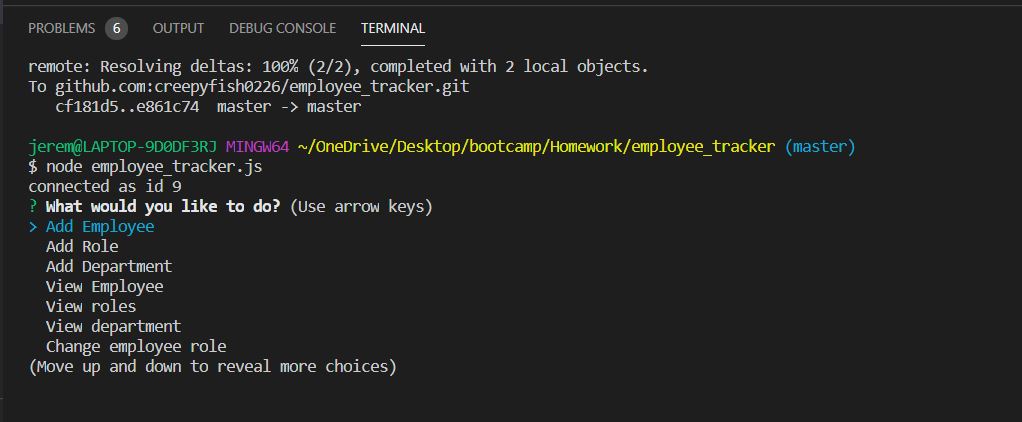 PROBLEMS 6 OUTPUT DEBUG CONSOLE TERMINAL
remote: Resolving deltas: 100% (2/2), completed with 2 local objects.
To github.com:creepyfish0226/employee_tracker.git
cf181d5..e861c74  master -> master
jerem@LAPTOP-9D0DF3RJ MINGW64 ~/OneDrive/Desktop/bootcamp/Homework/employee_tracker (master)
$ node employee_tracker.js
connected as id 9
? What would you like to do? (Use arrow keys)
> Add Employee
Add Role
Add Department
View Employee
View roles
View department
Change employee role
(Move up and down to reveal more choices)